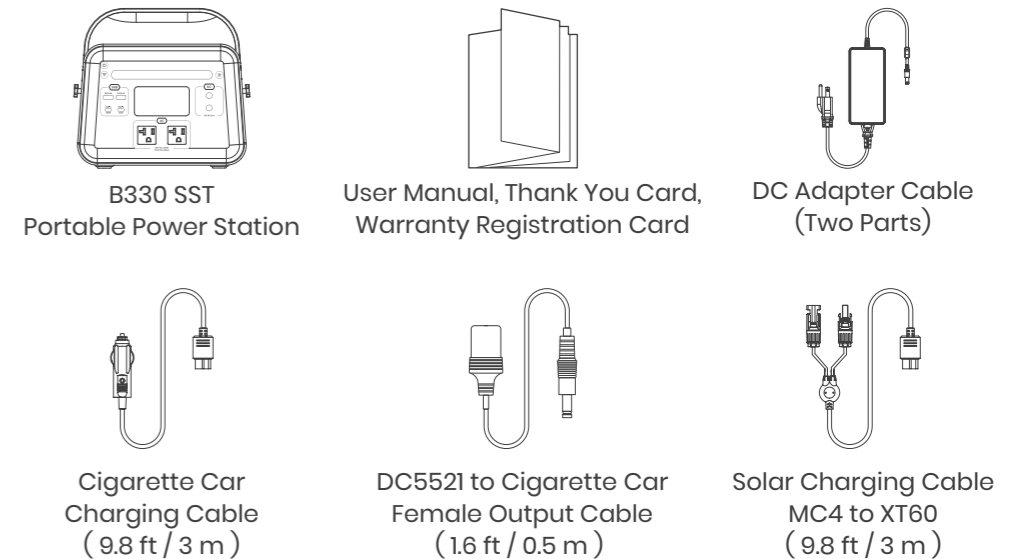 B330 SST
Portable Power Station
User Manual, Thank You Card,
Warranty Registration Card
DC Adapter Cable
(Two Parts)
Cigarette Car
Charging Cable
( 9.8 ft / 3 m )
DC5521 to Cigarette Car
Female Output Cable
( 1.6 ft / 0.5 m )
Solar Charging Cable
MC4 to XT60
( 9.8 ft / 3 m )